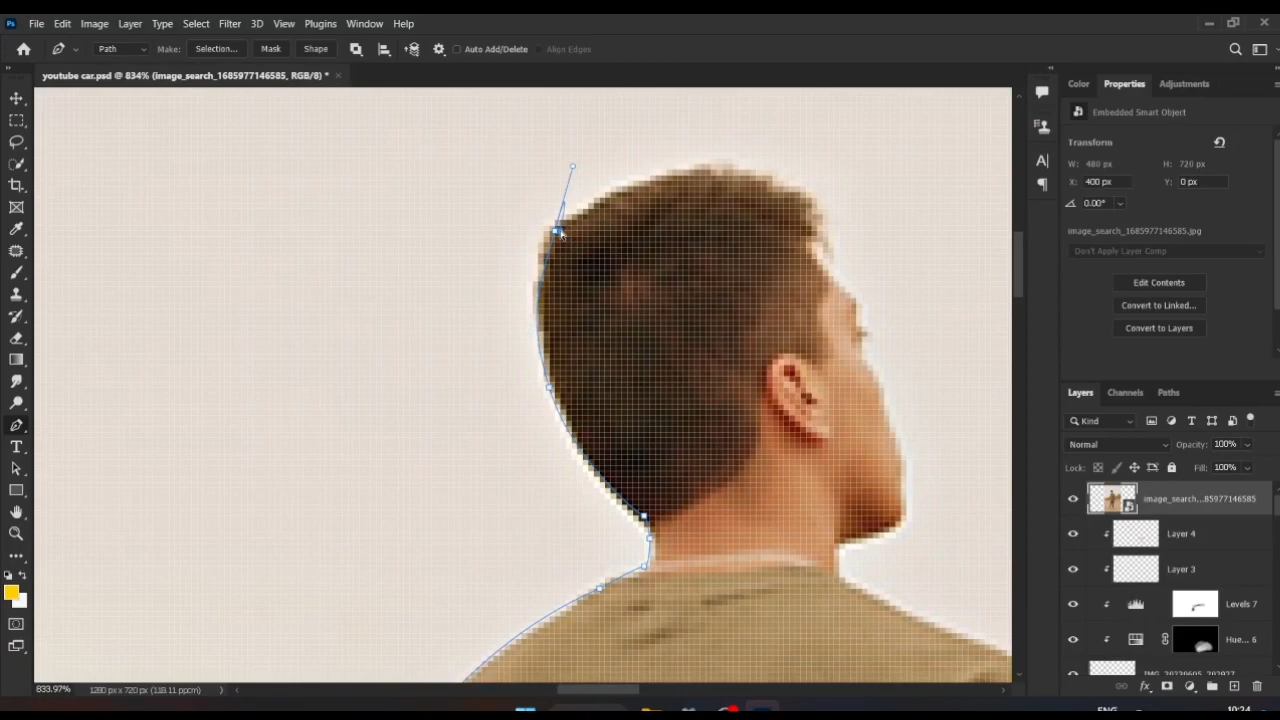 Ps File Edit Image Layer Type Select Filter 3D View Plugins Window Help
Path Make: Selection... Mask Shape Auto Add/Delete Align Edges
youtube car.psd @ 834% (image_search_1685977146585, RGB/8) *
Color Properties Adjustments
Embedded Smart Object
Transform
W: 480 px H: 720 px
X: 400 px Y: 0 px
0.00°
image_search_1685977146585.jpg
Don't Apply Layer Comp
Edit Contents
Convert to Linked...
Convert to Layers
Layers Channels Paths
Kind
Normal Opacity: 100%
Lock: Fill: 100%
image_search...85977146585
Layer 4
Layer 3
Levels 7
Hue... 6
IMG_20230605_202927
833.97% 1280 px x 720 px (118.11 ppcm)
ENG 10:24